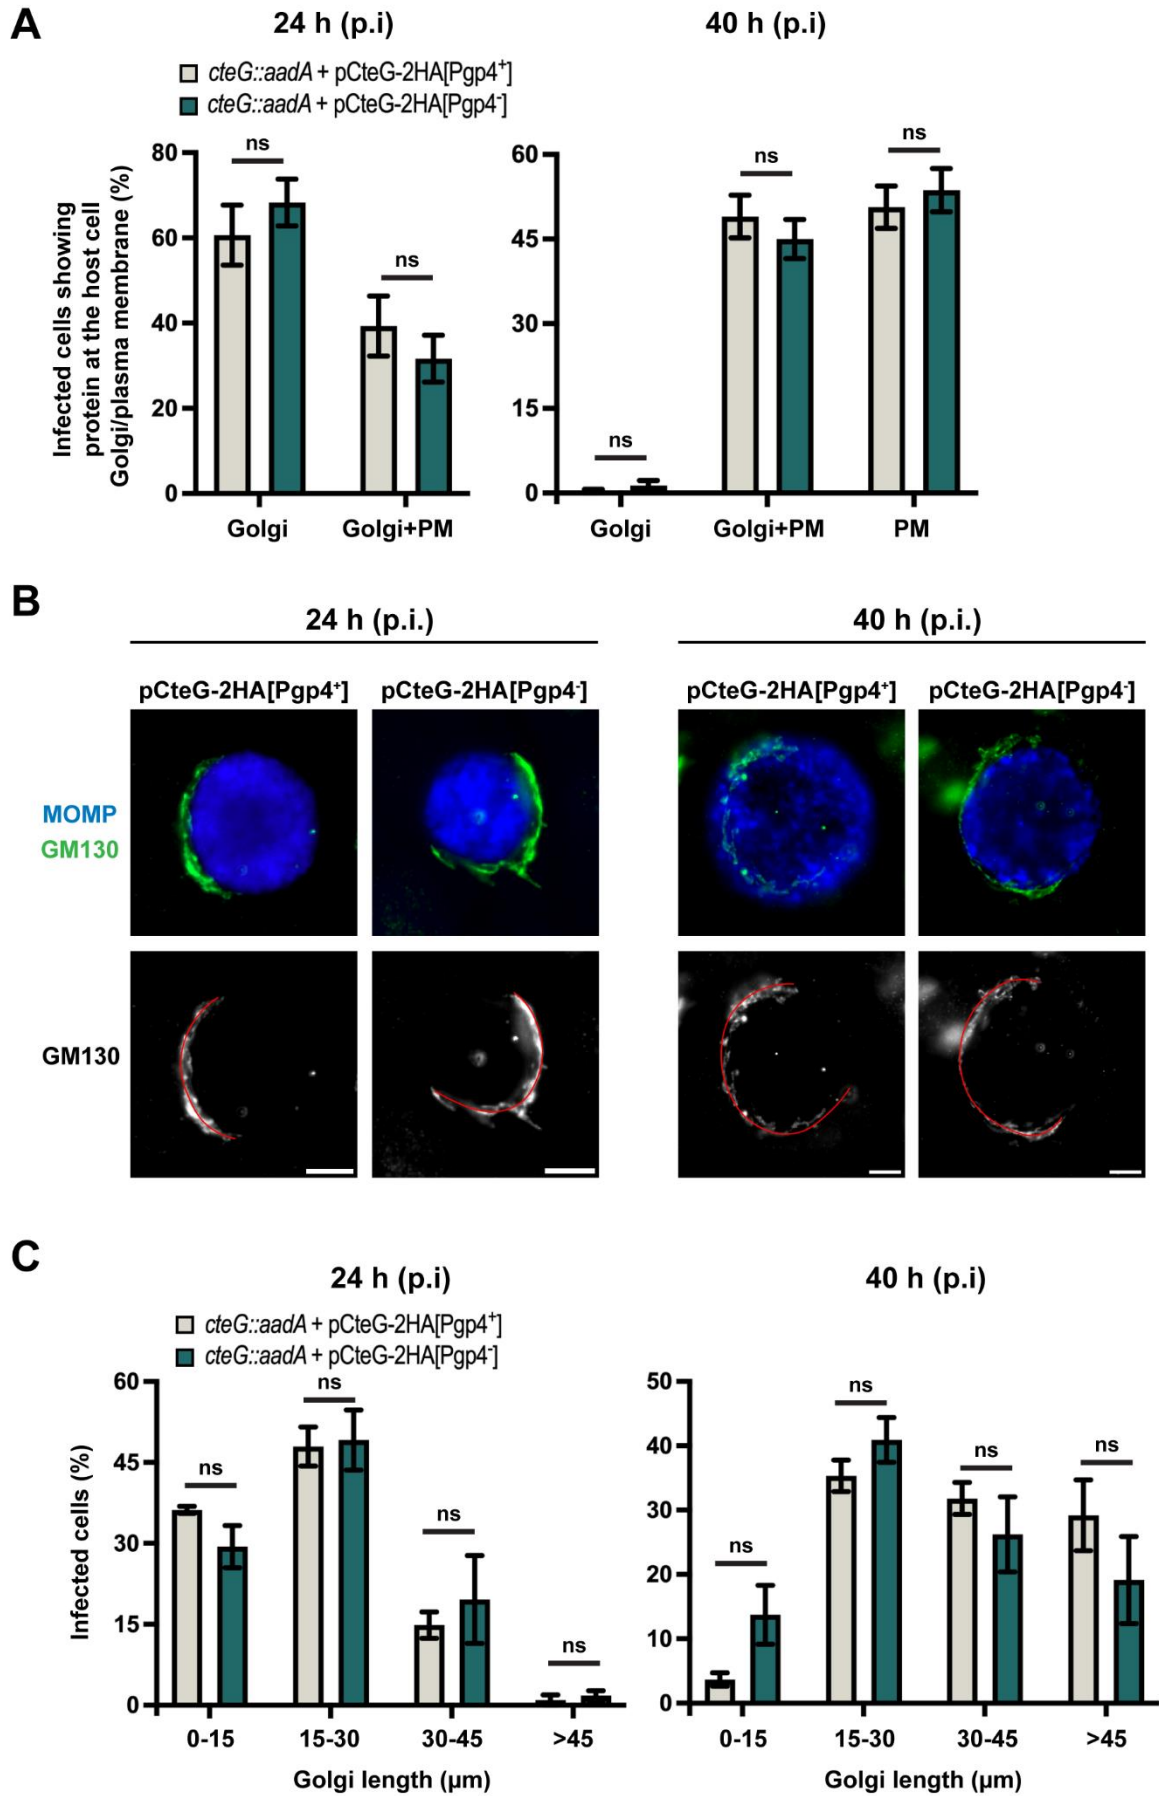 A
24 h (p.i)
40 h (p.i)
cteG::aadA + pCteG-2HA[Pgp4⁺]
cteG::aadA + pCteG-2HA[Pgp4⁻]
Infected cells showing
protein at the host cell
Golgi/plasma membrane (%)
80
60
40
20
0
ns
ns
Golgi
Golgi+PM
60
45
30
15
0
ns
ns
ns
Golgi
Golgi+PM
PM
B
24 h (p.i.)
40 h (p.i.)
pCteG-2HA[Pgp4⁺]
pCteG-2HA[Pgp4⁻]
pCteG-2HA[Pgp4⁺]
pCteG-2HA[Pgp4⁻]
MOMP
GM130
GM130
C
24 h (p.i)
40 h (p.i)
cteG::aadA + pCteG-2HA[Pgp4⁺]
cteG::aadA + pCteG-2HA[Pgp4⁻]
Infected cells (%)
60
45
30
15
0
ns
ns
ns
ns
0-15
15-30
30-45
>45
Golgi length (µm)
50
40
30
20
10
0
ns
ns
ns
ns
0-15
15-30
30-45
>45
Golgi length (µm)